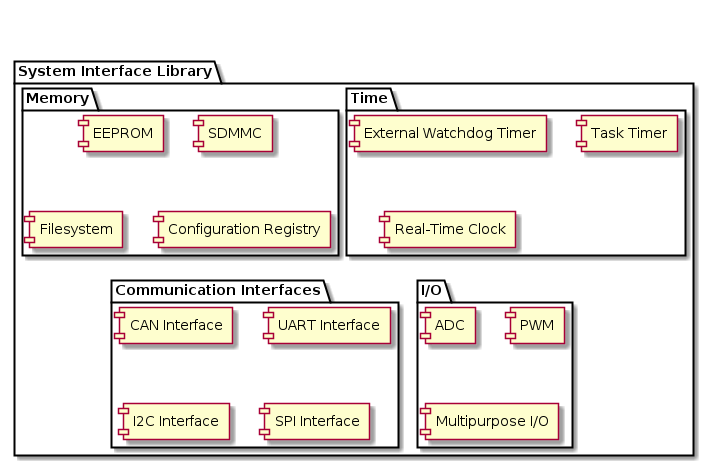 System Interface Library
Memory
EEPROM
SDMMC
Filesystem
Configuration Registry
Time
External Watchdog Timer
Task Timer
Real-Time Clock
Communication Interfaces
CAN Interface
UART Interface
I2C Interface
SPI Interface
I/O
ADC
PWM
Multipurpose I/O